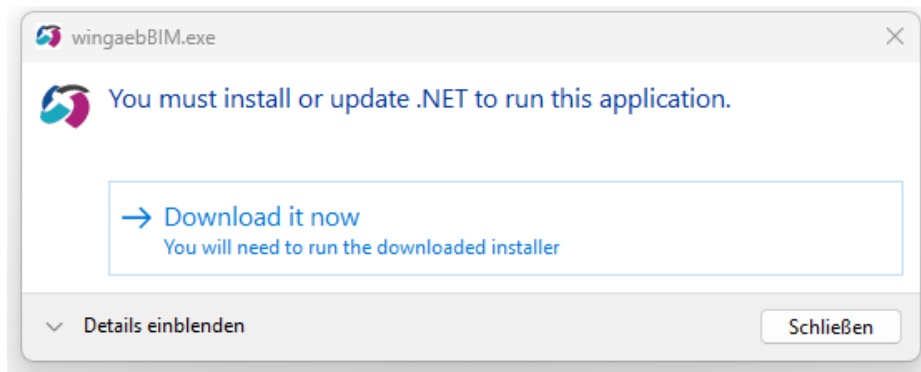 wingaebBIM.exe
You must install or update .NET to run this application.
Download it now
You will need to run the downloaded installer
Details einblenden
Schließen